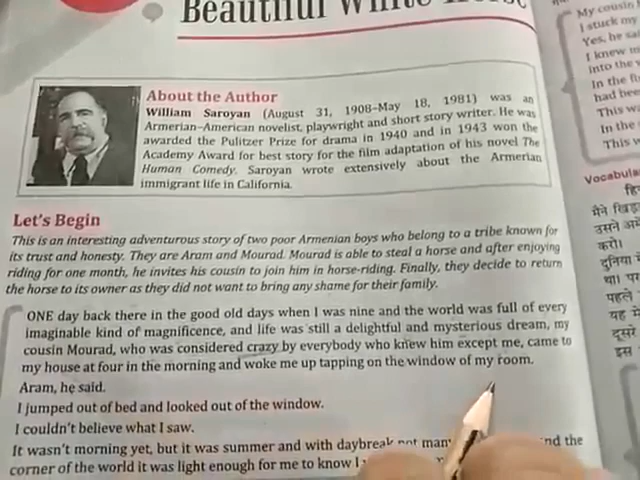 Beautiful White Horse
About the Author
William Saroyan (August 31, 1908–May 18, 1981) was an
Armerian–American novelist, playwright and short story writer. He was
awarded the Pulitzer Prize for drama in 1940 and in 1943 won the
Academy Award for best story for the film adaptation of his novel The
Human Comedy. Saroyan wrote extensively about the Armerian
immigrant life in California.
Let's Begin
This is an interesting adventurous story of two poor Armenian boys who belong to a tribe known for
its trust and honesty. They are Aram and Mourad. Mourad is able to steal a horse and after enjoying
riding for one month, he invites his cousin to join him in horse-riding. Finally, they decide to return
the horse to its owner as they did not want to bring any shame for their family.
ONE day back there in the good old days when I was nine and the world was full of every
imaginable kind of magnificence, and life was still a delightful and mysterious dream, my
cousin Mourad, who was considered crazy by everybody who knew him except me, came to
my house at four in the morning and woke me up tapping on the window of my room.
Aram, he said.
I jumped out of bed and looked out of the window.
I couldn't believe what I saw.
It wasn't morning yet, but it was summer and with daybreak not many nd the
corner of the world it was light enough for me to know I
My cousin
I stuck my
Yes, he sa
I knew
into the
In the
had bee
This w
In the
This w
Vocabula
मैंने खिड़
उसने अमे
करो।
दुनिया में
था। पर
पहले
यह मे
दूसरे
इस